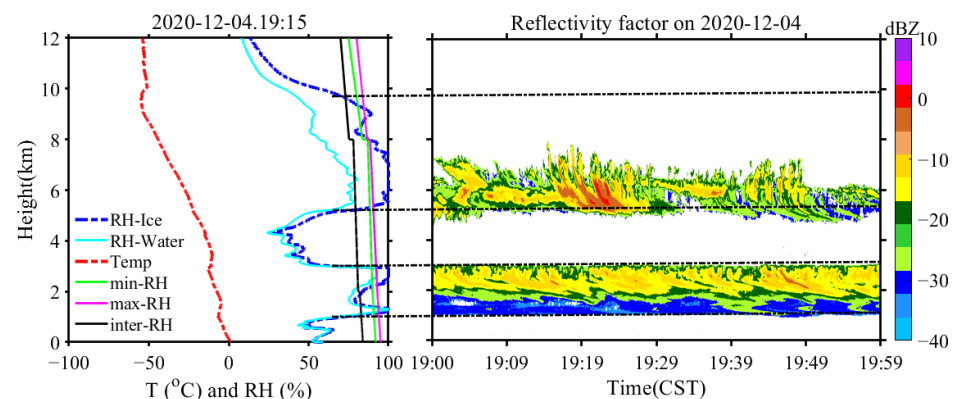 2020-12-04.19:15
Reflectivity factor on 2020-12-04
dBZ
Height(km)
12
10
8
6
4
2
0
RH-Ice
RH-Water
Temp
min-RH
max-RH
inter-RH
−100
−50
0
50
100
T (°C) and RH (%)
19:00
19:09
19:19
19:29
19:39
19:49
19:59
Time(CST)
10
0
−10
−20
−30
−40